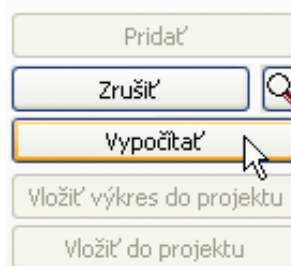 Pridať
Zrušiť
Vypočítať
Vložiť výkres do projektu
Vložiť do projektu